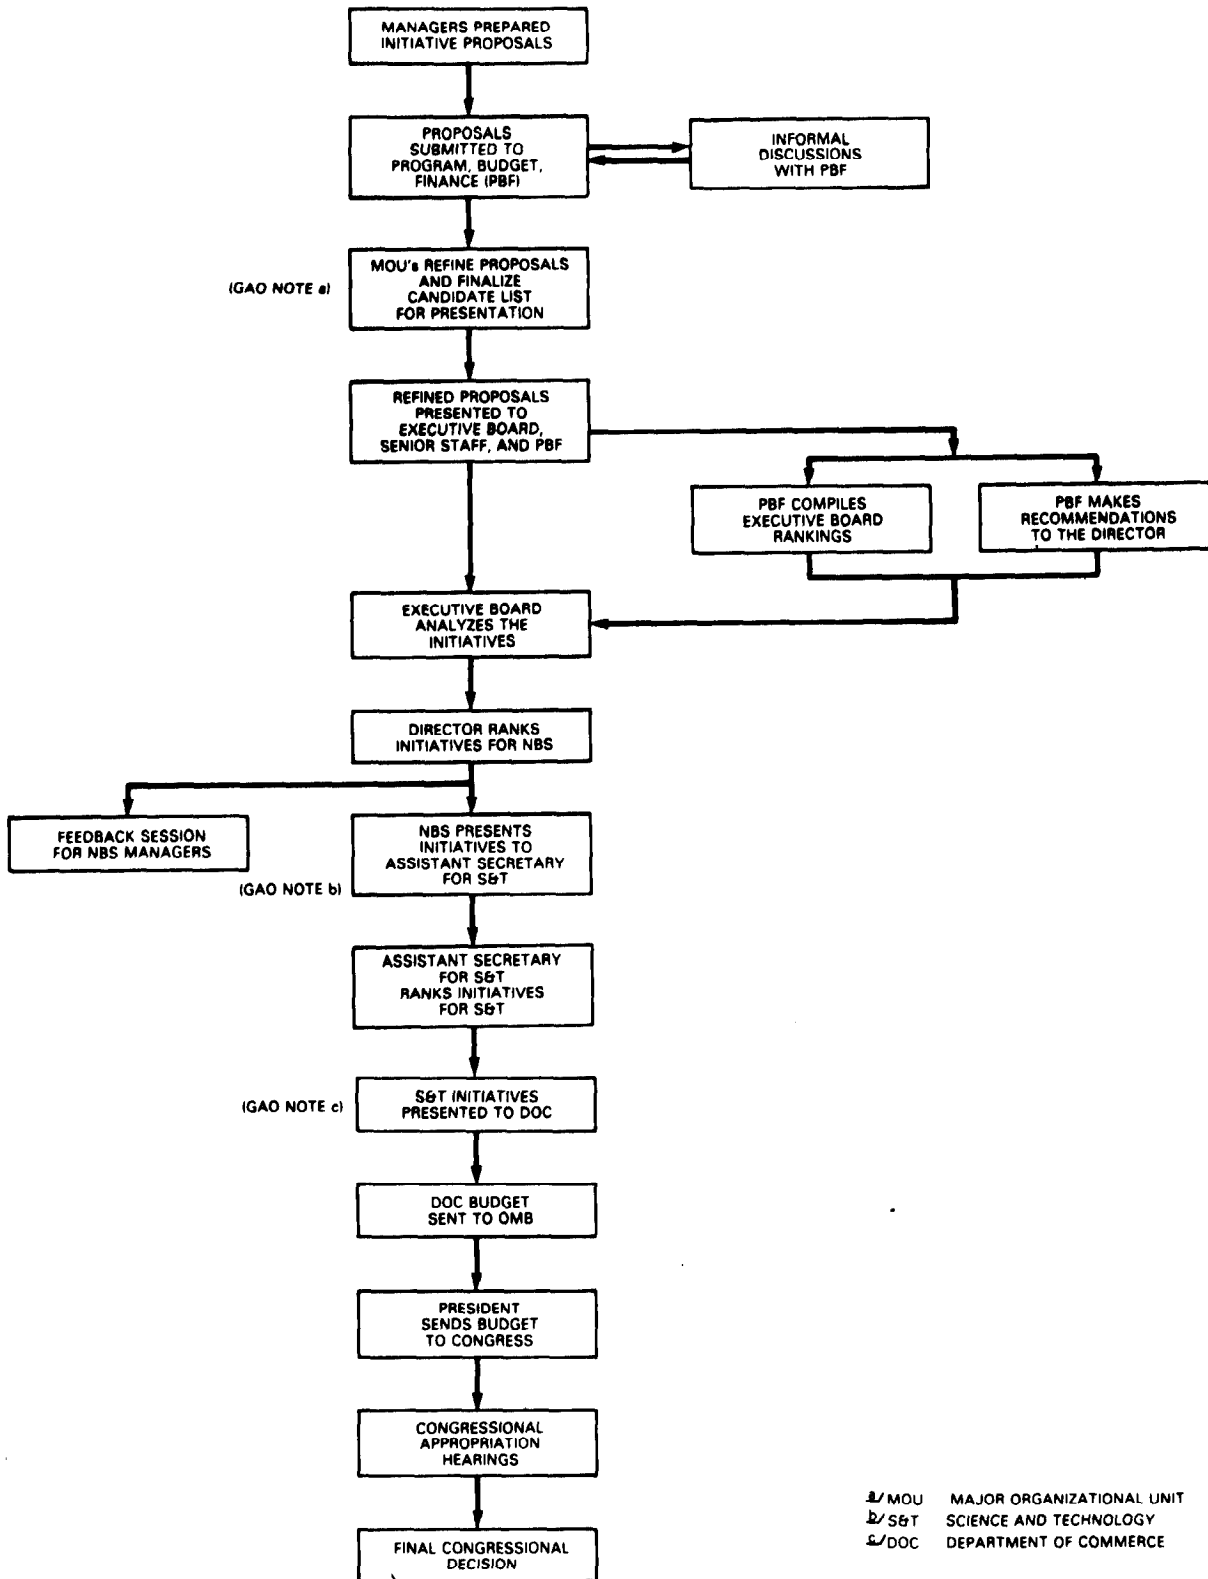 MANAGERS PREPARED
INITIATIVE PROPOSALS
PROPOSALS
SUBMITTED TO
PROGRAM, BUDGET,
FINANCE (PBF)
INFORMAL
DISCUSSIONS
WITH PBF
(GAO NOTE a)
MOU's REFINE PROPOSALS
AND FINALIZE
CANDIDATE LIST
FOR PRESENTATION
REFINED PROPOSALS
PRESENTED TO
EXECUTIVE BOARD,
SENIOR STAFF, AND PBF
PBF COMPILES
EXECUTIVE BOARD
RANKINGS
PBF MAKES
RECOMMENDATIONS
TO THE DIRECTOR
EXECUTIVE BOARD
ANALYZES THE
INITIATIVES
DIRECTOR RANKS
INITIATIVES FOR NBS
FEEDBACK SESSION
FOR NBS MANAGERS
NBS PRESENTS
INITIATIVES TO
ASSISTANT SECRETARY
FOR S&T
(GAO NOTE b)
ASSISTANT SECRETARY
FOR S&T
RANKS INITIATIVES
FOR S&T
(GAO NOTE c)
S&T INITIATIVES
PRESENTED TO DOC
DOC BUDGET
SENT TO OMB
PRESIDENT
SENDS BUDGET
TO CONGRESS
CONGRESSIONAL
APPROPRIATION
HEARINGS
FINAL CONGRESSIONAL
DECISION
a/ MOU MAJOR ORGANIZATIONAL UNIT
b/ S&T SCIENCE AND TECHNOLOGY
c/ DOC DEPARTMENT OF COMMERCE